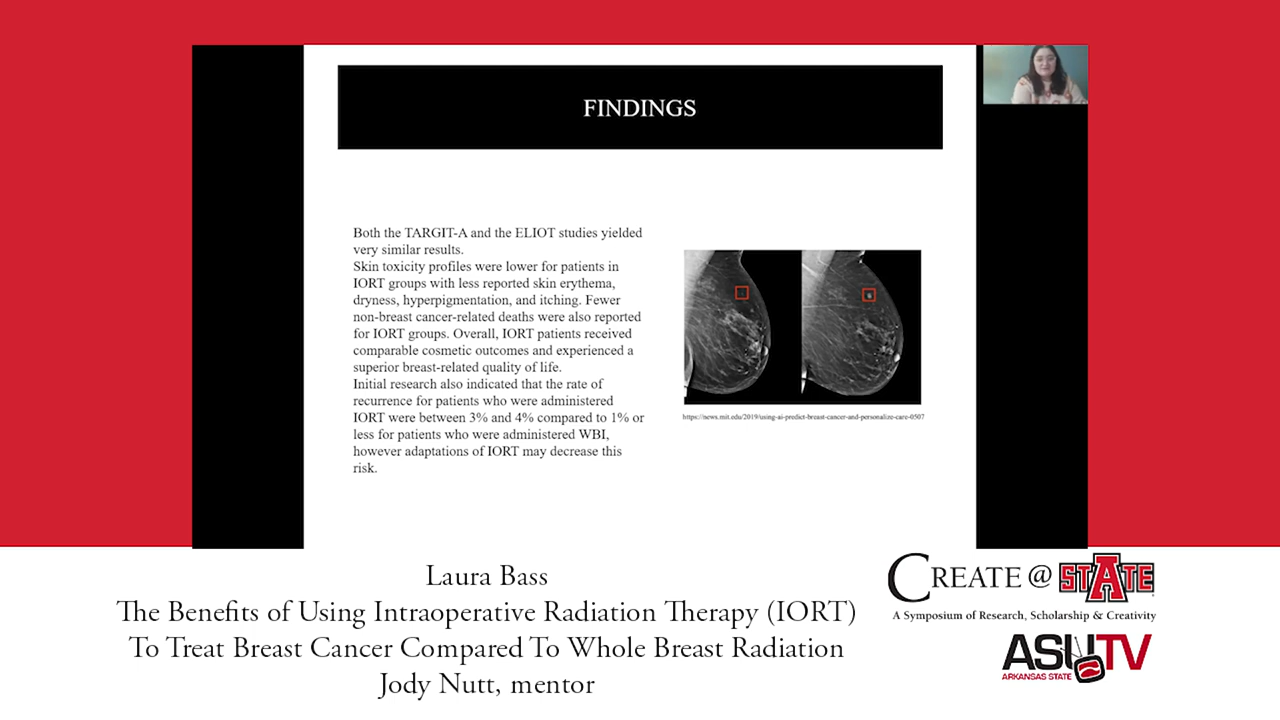 FINDINGS
Both the TARGIT-A and the ELIOT studies yielded
very similar results.
Skin toxicity profiles were lower for patients in
IORT groups with less reported skin erythema,
dryness, hyperpigmentation, and itching. Fewer
non-breast cancer-related deaths were also reported
for IORT groups. Overall, IORT patients received
comparable cosmetic outcomes and experienced a
superior breast-related quality of life.
Initial research also indicated that the rate of
recurrence for patients who were administered
IORT were between 3% and 4% compared to 1% or
less for patients who were administered WBI,
however adaptations of IORT may decrease this
risk.
https://news.mit.edu/2019/using-ai-predict-breast-cancer-and-personalize-care-0507
Laura Bass
The Benefits of Using Intraoperative Radiation Therapy (IORT)
To Treat Breast Cancer Compared To Whole Breast Radiation
Jody Nutt, mentor
CREATE @ STATE
A Symposium of Research, Scholarship & Creativity
ASU TV
ARKANSAS STATE